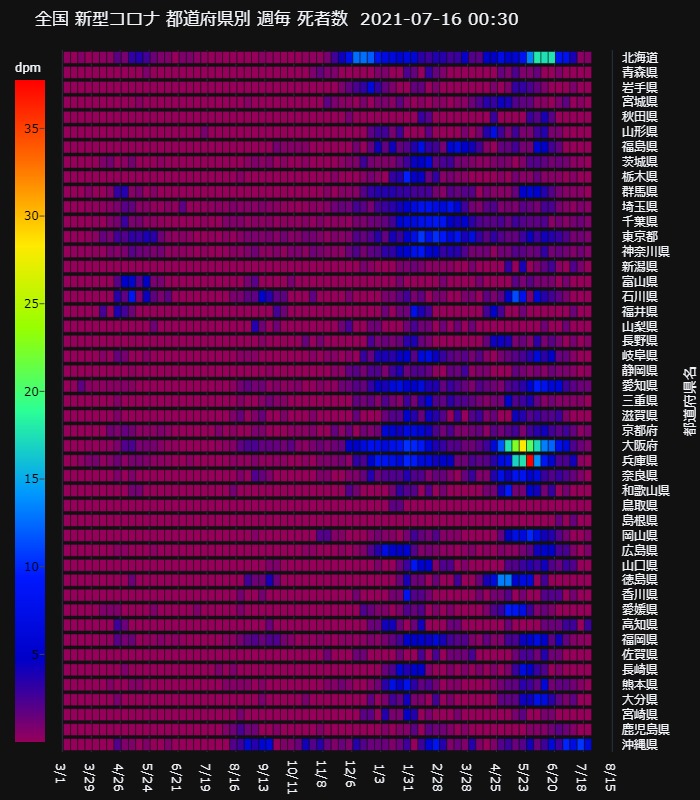 全国 新型コロナ 都道府県別 週毎 死者数 2021-07-16 00:30
dpm
35
30
25
20
15
10
5
北海道
青森県
岩手県
宮城県
秋田県
山形県
福島県
茨城県
栃木県
群馬県
埼玉県
千葉県
東京都
神奈川県
新潟県
富山県
石川県
福井県
山梨県
長野県
岐阜県
静岡県
愛知県
三重県
滋賀県
京都府
大阪府
兵庫県
奈良県
和歌山県
鳥取県
島根県
岡山県
広島県
山口県
徳島県
香川県
愛媛県
高知県
福岡県
佐賀県
長崎県
熊本県
大分県
宮崎県
鹿児島県
沖縄県
都道府県名
3/1 3/29 4/26 5/24 6/21 7/19 8/16 9/13 10/11 11/8 12/6 1/3 1/31 2/28 3/28 4/25 5/23 6/20 7/18 8/15